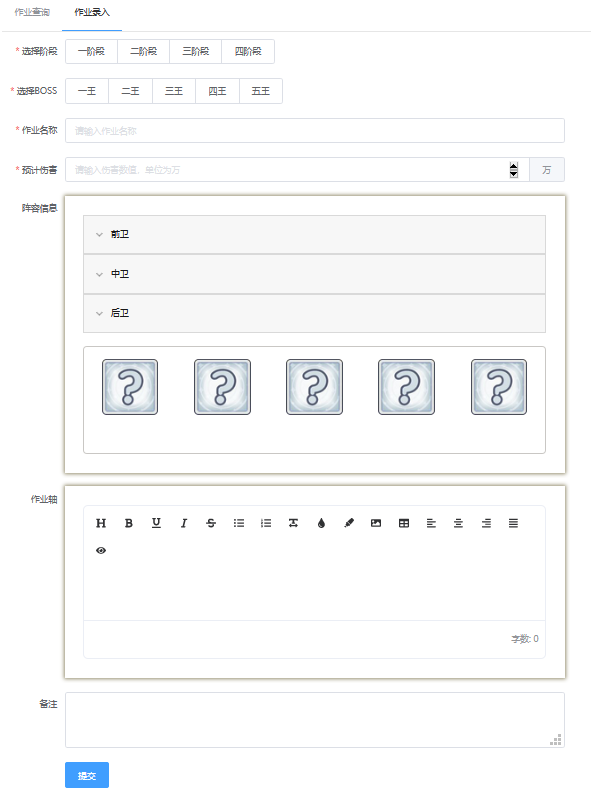 作业查询 作业录入
* 选择阶段 一阶段 二阶段 三阶段 四阶段
* 选择BOSS 一王 二王 三王 四王 五王
* 作业名称 请输入作业名称
* 预计伤害 请输入伤害数值，单位为万 万
阵容信息
前卫
中卫
后卫
作业轴
字数: 0
备注
提交